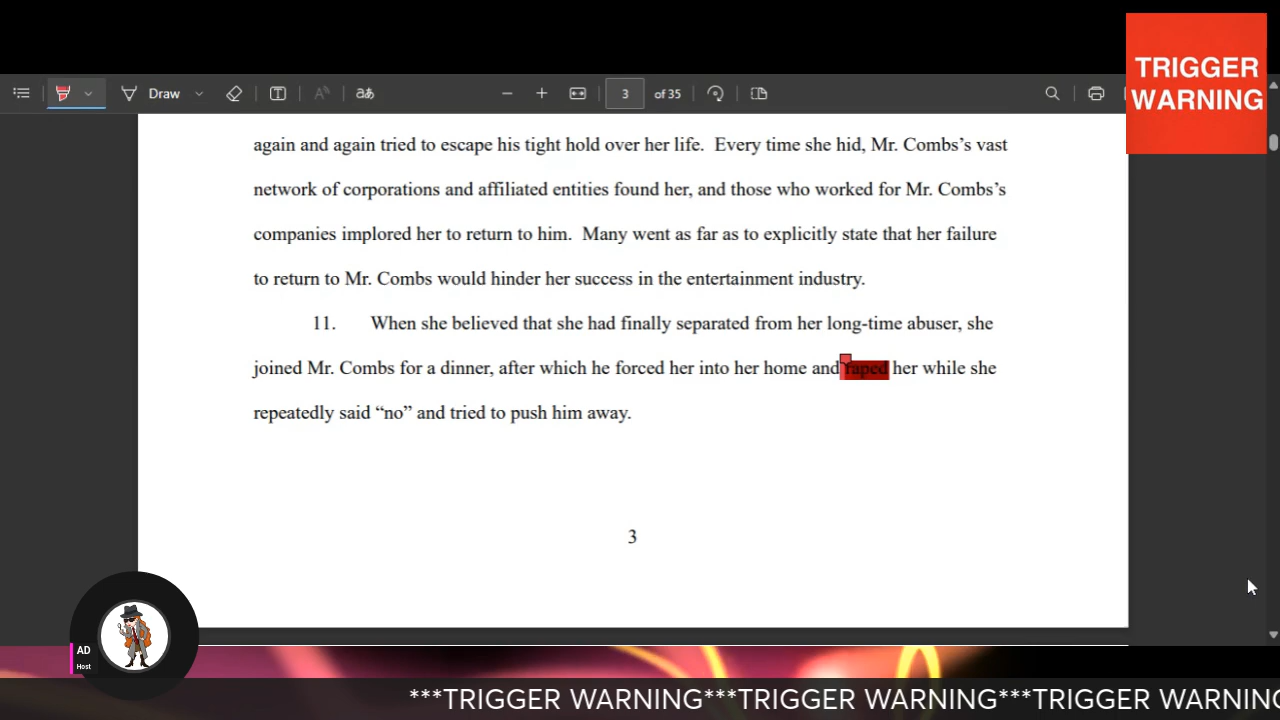 TRIGGER
WARNING
Draw
3 of 35
again and again tried to escape his tight hold over her life. Every time she hid, Mr. Combs’s vast
network of corporations and affiliated entities found her, and those who worked for Mr. Combs’s
companies implored her to return to him. Many went as far as to explicitly state that her failure
to return to Mr. Combs would hinder her success in the entertainment industry.
11. When she believed that she had finally separated from her long-time abuser, she
joined Mr. Combs for a dinner, after which he forced her into her home and raped her while she
repeatedly said “no” and tried to push him away.
3
AD
Host
***TRIGGER WARNING***TRIGGER WARNING***TRIGGER WARNING